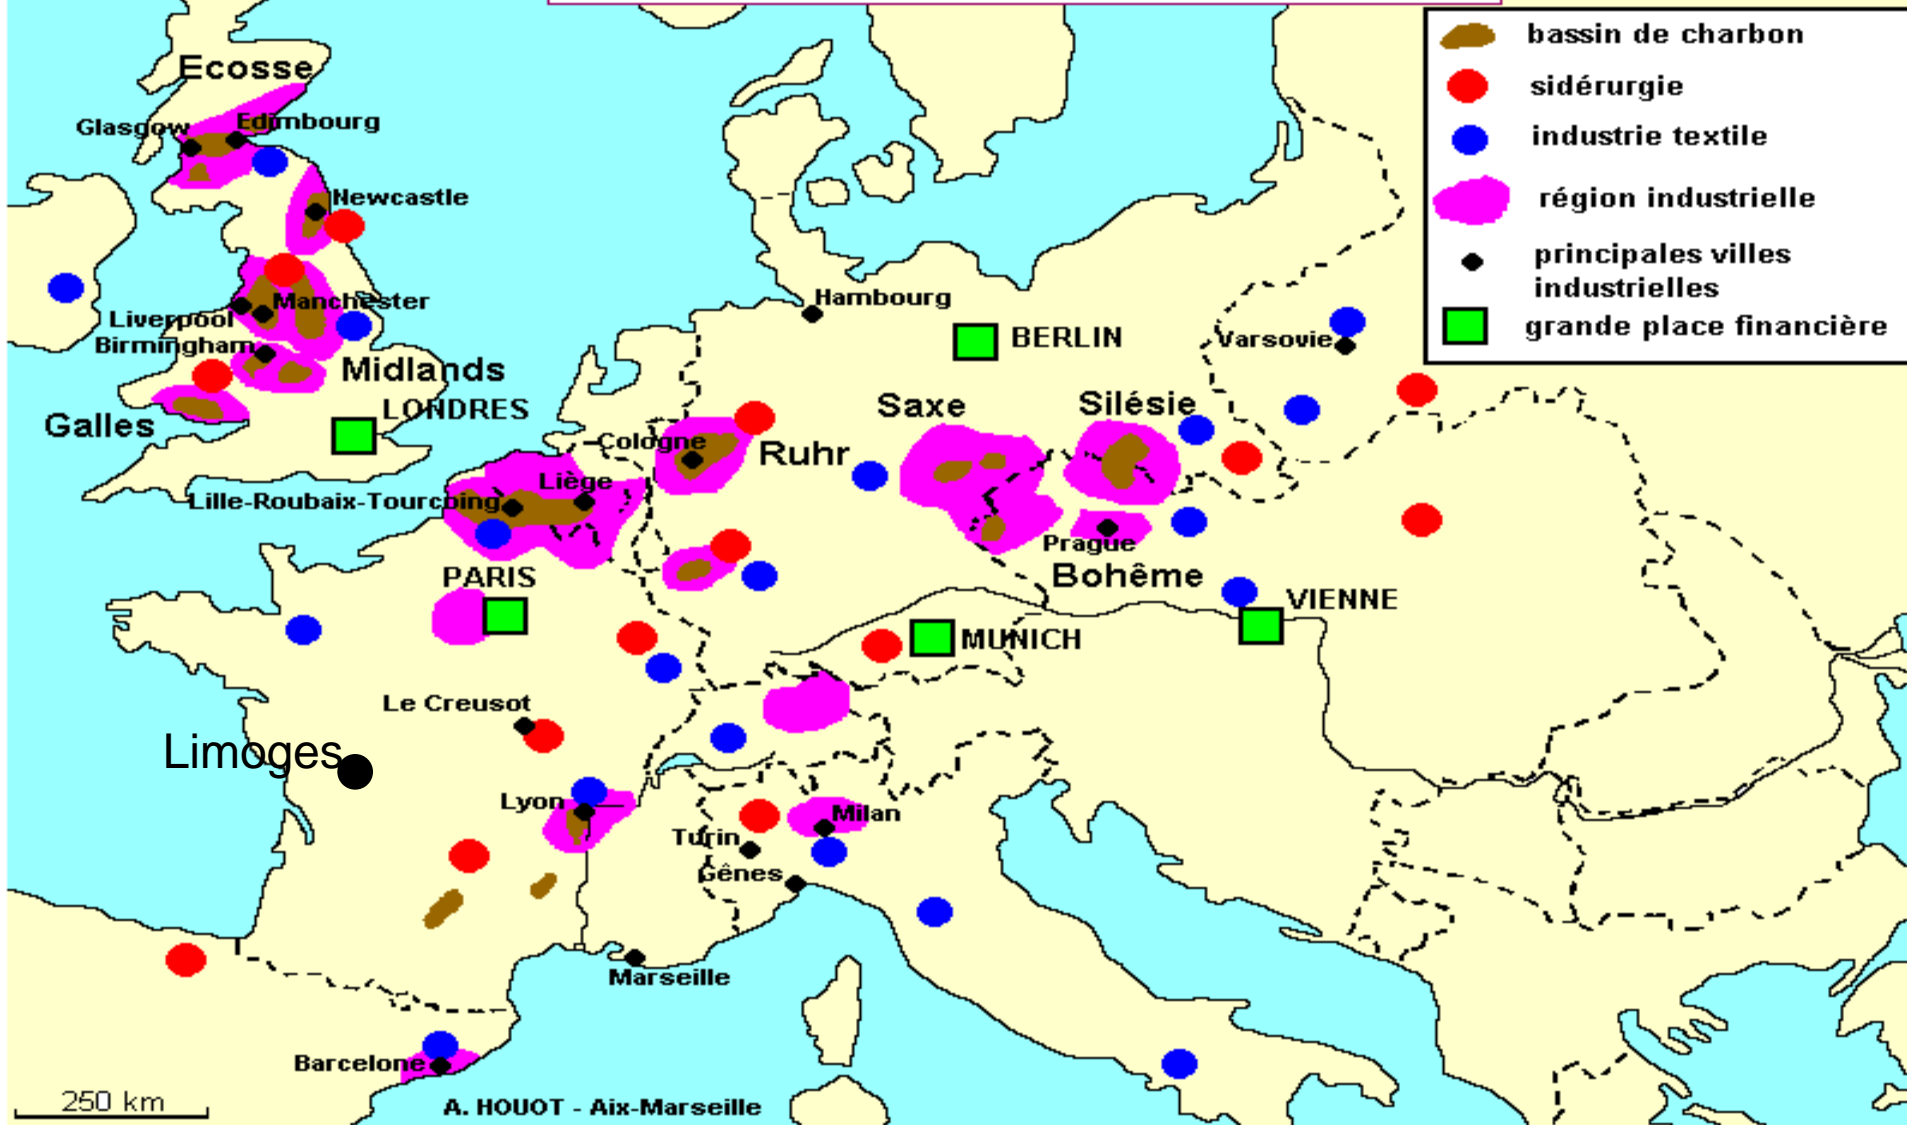 bassin de charbon
sidérurgie
industrie textile
région industrielle
principales villes
industrielles
grande place financière
Ecosse
Glasgow
Edimbourg
Newcastle
Manchester
Liverpool
Birmingham
Midlands
Galles
LONDRES
Hambourg
BERLIN
Varsovie
Saxe
Silésie
Cologne
Ruhr
Liège
Lille-Roubaix-Tourcoing
Prague
Bohême
PARIS
VIENNE
MUNICH
Le Creusot
Limoges
Lyon
Milan
Turin
Gênes
Marseille
Barcelone
250 km
A. HOUOT - Aix-Marseille